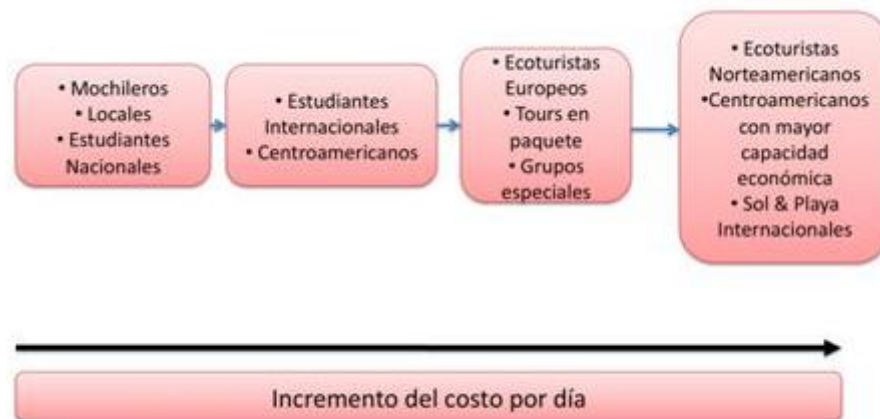 • Mochileros
• Locales
• Estudiantes
Nacionales
• Estudiantes
Internacionales
• Centroamericanos
• Ecoturistas
Europeos
• Tours en
paquete
• Grupos
especiales
• Ecoturistas
Norteamericanos
•Centroamericanos
con mayor
capacidad
económica
• Sol & Playa
Internacionales
Incremento del costo por día